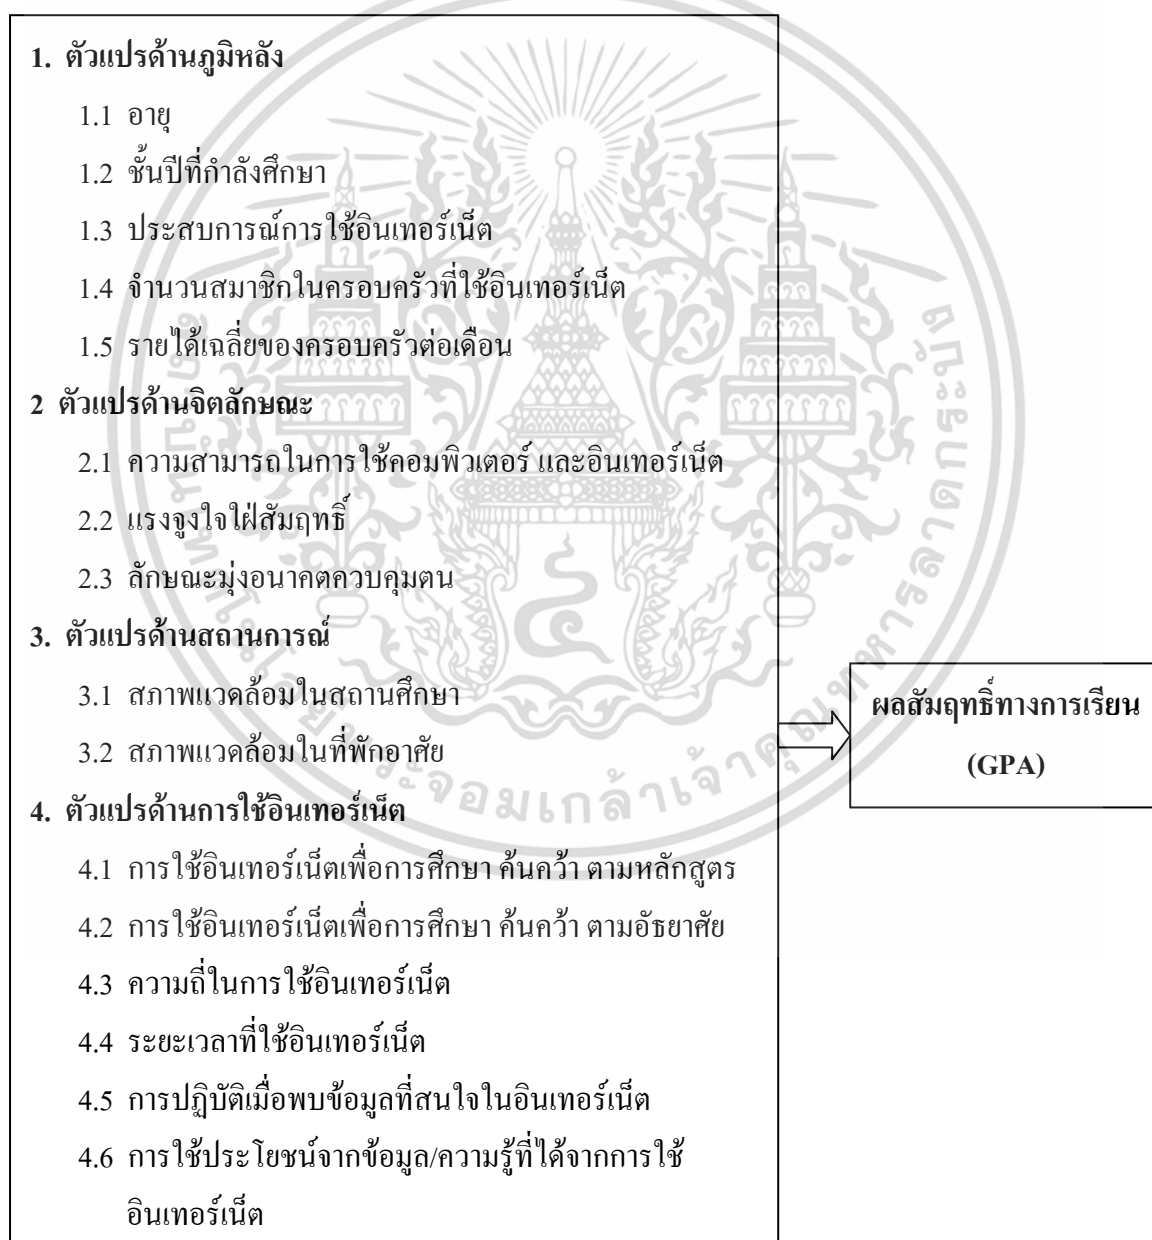 1. ตัวแปรด้านภูมิหลัง
1.1 อายุ
1.2 ชั้นปีที่กำลังศึกษา
1.3 ประสบการณ์การใช้อินเทอร์เน็ต
1.4 จำนวนสมาชิกในครอบครัวที่ใช้อินเทอร์เน็ต
1.5 รายได้เฉลี่ยของครอบครัวต่อเดือน
2 ตัวแปรด้านจิตลักษณะ
2.1 ความสามารถในการใช้คอมพิวเตอร์ และอินเทอร์เน็ต
2.2 แรงจูงใจใฝ่สัมฤทธิ์
2.3 ลักษณะมุ่งอนาคตควบคุมตน
3. ตัวแปรด้านสถานการณ์
3.1 สภาพแวดล้อมในสถานศึกษา
3.2 สภาพแวดล้อมในที่พักอาศัย
4. ตัวแปรด้านการใช้อินเทอร์เน็ต
4.1 การใช้อินเทอร์เน็ตเพื่อการศึกษา ค้นคว้า ตามหลักสูตร
4.2 การใช้อินเทอร์เน็ตเพื่อการศึกษา ค้นคว้า ตามอัธยาศัย
4.3 ความถี่ในการใช้อินเทอร์เน็ต
4.4 ระยะเวลาที่ใช้อินเทอร์เน็ต
4.5 การปฏิบัติเมื่อพบข้อมูลที่สนใจในอินเทอร์เน็ต
4.6 การใช้ประโยชน์จากข้อมูล/ความรู้ที่ได้จากการใช้
อินเทอร์เน็ต
ผลสัมฤทธิ์ทางการเรียน
(GPA)
พระจอมเกล้าเจ้าคุณทหารลาดกระบัง